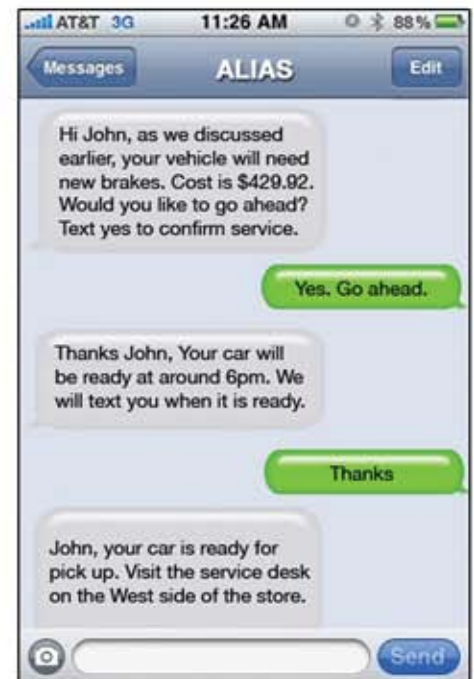 AT&T 3G 11:26 AM 88%
Messages ALIAS Edit
Hi John, as we discussed
earlier, your vehicle will need
new brakes. Cost is $429.92.
Would you like to go ahead?
Text yes to confirm service.
Yes. Go ahead.
Thanks John, Your car will
be ready at around 6pm. We
will text you when it is ready.
Thanks
John, your car is ready for
pick up. Visit the service desk
on the West side of the store.
Send